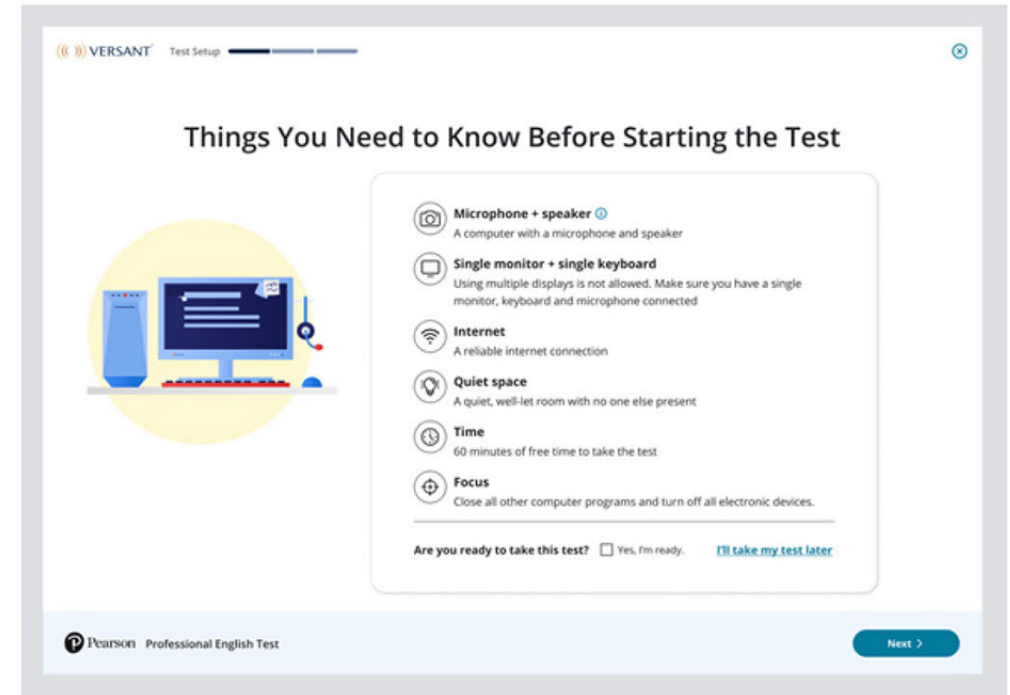 VERSANT Test Setup
Things You Need to Know Before Starting the Test
Microphone + speaker
A computer with a microphone and speaker
Single monitor + single keyboard
Using multiple displays is not allowed. Make sure you have a single
monitor, keyboard and microphone connected
Internet
A reliable internet connection
Quiet space
A quiet, well-let room with no one else present
Time
60 minutes of free time to take the test
Focus
Close all other computer programs and turn off all electronic devices.
Are you ready to take this test? Yes, I'm ready. I'll take my test later
Pearson Professional English Test
Next >